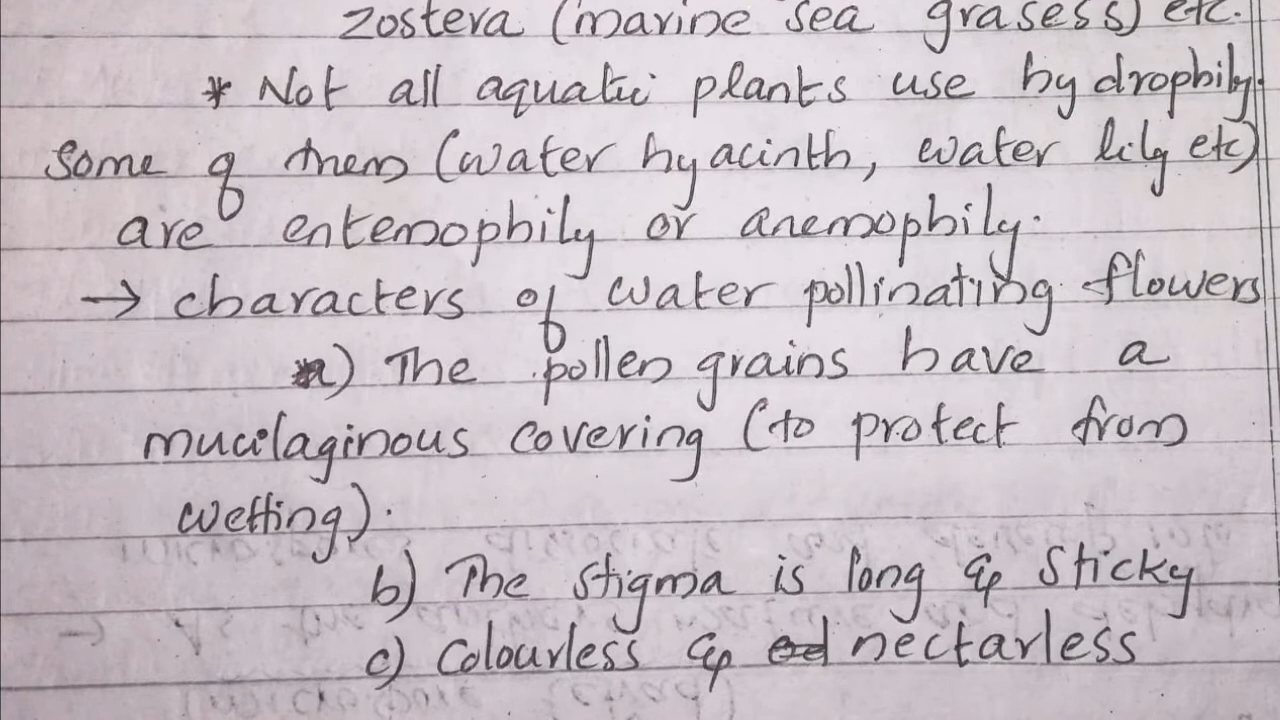 zostera (marine sea grasess) etc.
* Not all aquatic plants use hydrophily.
Some of them (water hyacinth, water lily etc)
are entemophily or anemophily.
→ characters of water pollinating flowers
a) The pollen grains have a
mucilaginous covering (to protect from
wetting).
b) The stigma is long & sticky
c) Colourless & nectarless